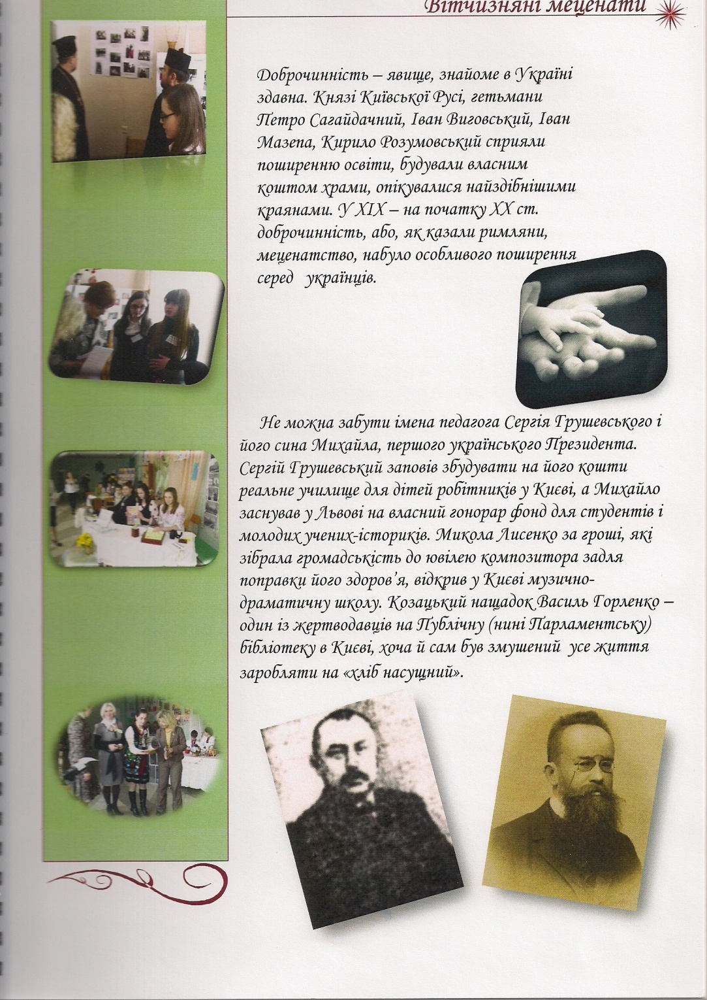 Вітчизняні меценати
Доброчинність – явище, знайоме в Україні
здавна. Князі Київської Русі, гетьмани
Петро Сагайдачний, Іван Виговський, Іван
Мазепа, Кирило Розумовський сприяли
поширенню освіти, будували власним
коштом храми, опікувалися найздібнішими
краянами. У ХІХ – на початку ХХ ст.
доброчинність, або, як казали римляни,
меценатство, набуло особливого поширення
серед українців.
Не можна забути імена педагога Сергія Грушевського і
його сина Михайла, першого українського Президента.
Сергій Грушевський заповів збудувати на його кошти
реальне училище для дітей робітників у Києві, а Михайло
заснував у Львові на власний гонорар фонд для студентів і
молодих учених-істориків. Микола Лисенко за гроші, які
зібрала громадськість до ювілею композитора задля
поправки його здоров’я, відкрив у Києві музично-
драматичну школу. Козацький нащадок Василь Горленко –
один із жертводавців на Публічну (нині Парламентську)
бібліотеку в Києві, хоча й сам був змушений усе життя
заробляти на «хліб насущний».